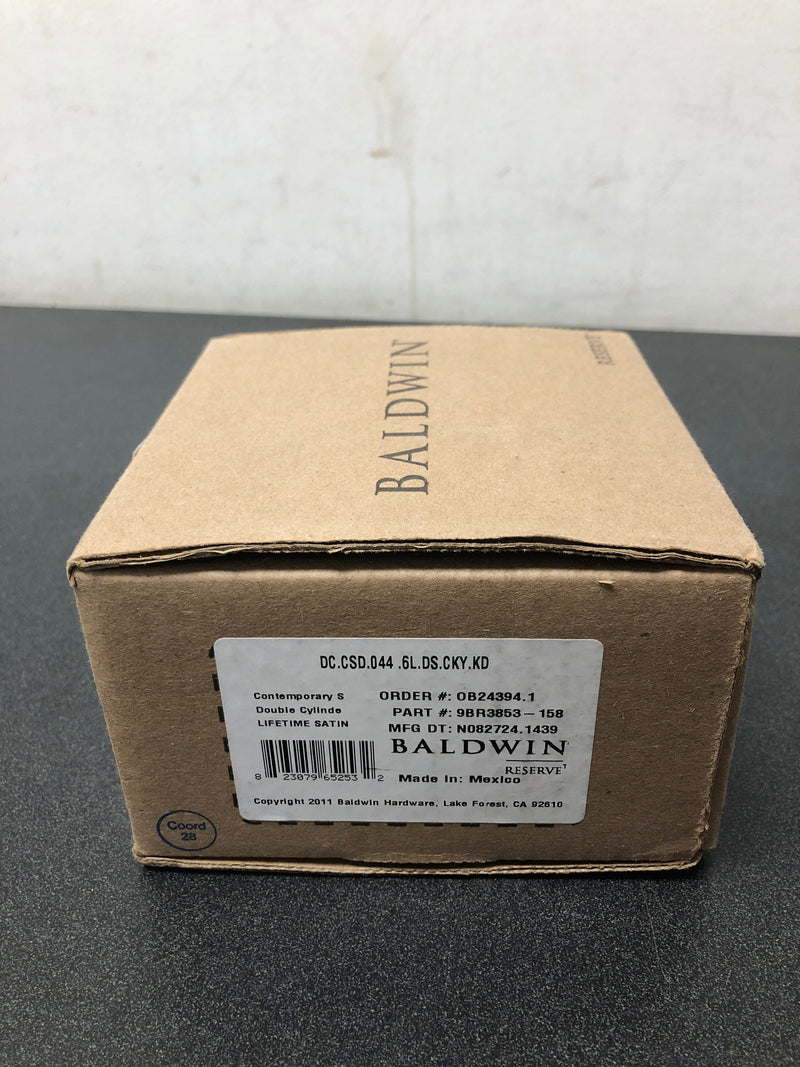 BALDWIN
RESERVE
DC.CSD.044 .6L.DS.CKY.KD
Contemporary S
Double Cylinde
LIFETIME SATIN
ORDER #: OB24394.1
PART #: 9BR3853-158
MFG DT: N082724.1439
BALDWIN
RESERVE
8 23079 65253 2
Made in: Mexico
Copyright 2011 Baldwin Hardware, Lake Forest, CA 92610
Coord
28